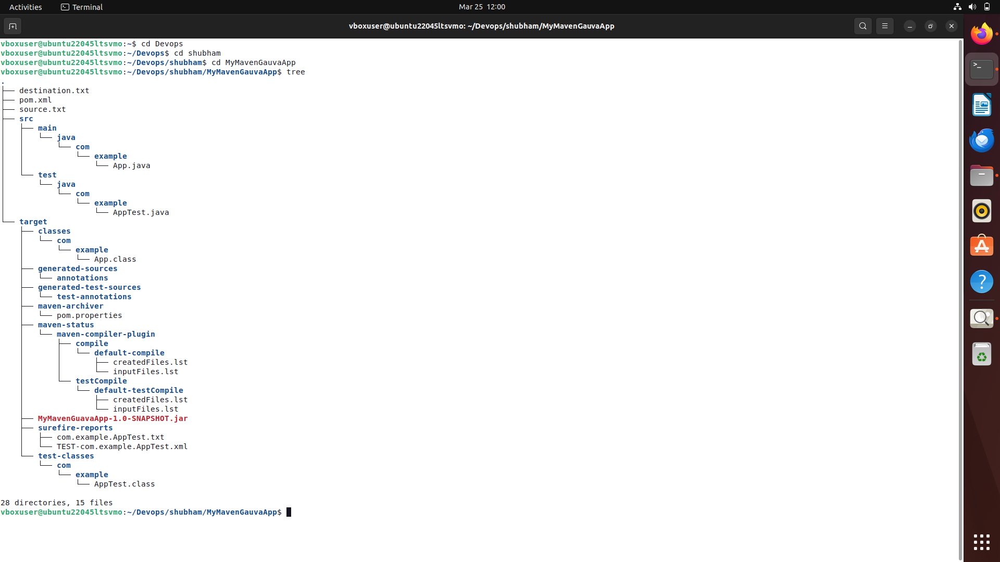 Activities Terminal Mar 25 12:00
vboxuser@ubuntu22045ltsvmo: ~/Devops/shubham/MyMavenGauvaApp
vboxuser@ubuntu22045ltsvmo:~$ cd Devops
vboxuser@ubuntu22045ltsvmo:~/Devops$ cd shubham
vboxuser@ubuntu22045ltsvmo:~/Devops/shubham$ cd MyMavenGauvaApp
vboxuser@ubuntu22045ltsvmo:~/Devops/shubham/MyMavenGauvaApp$ tree
.
├── destination.txt
├── pom.xml
├── source.txt
├── src
│   ├── main
│   │   └── java
│   │       └── com
│   │           └── example
│   │               └── App.java
│   └── test
│       └── java
│           └── com
│               └── example
│                   └── AppTest.java
└── target
    ├── classes
    │   └── com
    │       └── example
    │           └── App.class
    ├── generated-sources
    │   └── annotations
    ├── generated-test-sources
    │   └── test-annotations
    ├── maven-archiver
    │   └── pom.properties
    ├── maven-status
    │   └── maven-compiler-plugin
    │       ├── compile
    │       │   └── default-compile
    │       │       ├── createdFiles.lst
    │       │       └── inputFiles.lst
    │       └── testCompile
    │           └── default-testCompile
    │               ├── createdFiles.lst
    │               └── inputFiles.lst
    ├── MyMavenGuavaApp-1.0-SNAPSHOT.jar
    ├── surefire-reports
    │   ├── com.example.AppTest.txt
    │   └── TEST-com.example.AppTest.xml
    └── test-classes
        └── com
            └── example
                └── AppTest.class

28 directories, 15 files
vboxuser@ubuntu22045ltsvmo:~/Devops/shubham/MyMavenGauvaApp$